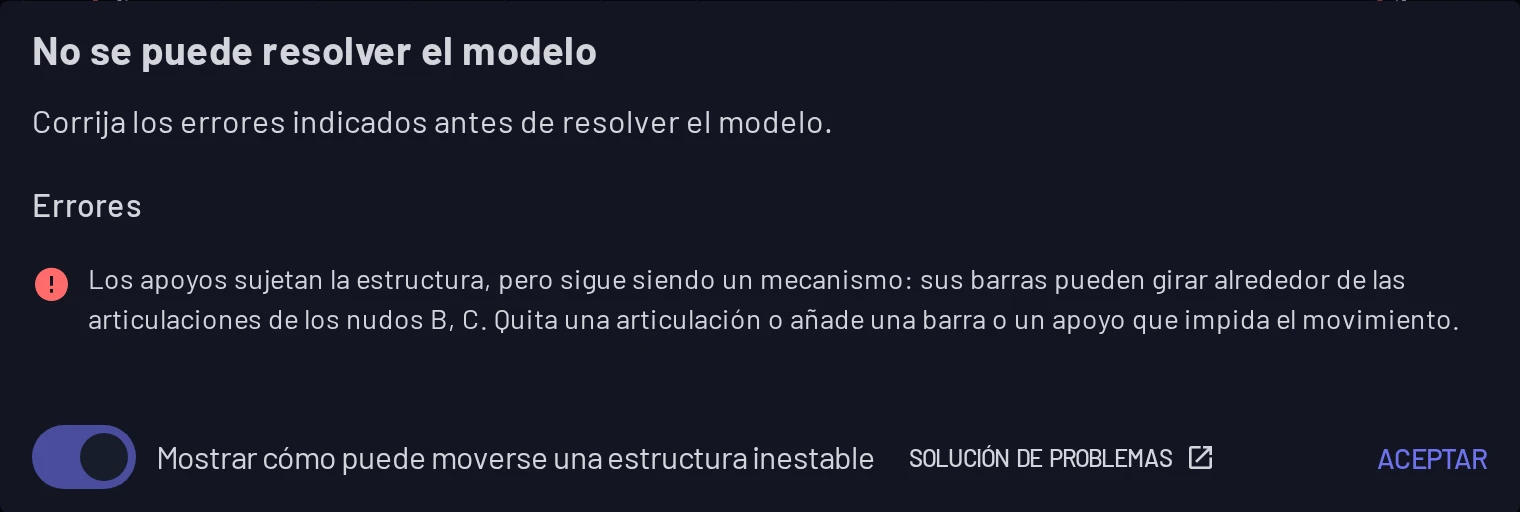 No se puede resolver el modelo
Corrija los errores indicados antes de resolver el modelo.
Errores
Los apoyos sujetan la estructura, pero sigue siendo un mecanismo: sus barras pueden girar alrededor de las
articulaciones de los nudos B, C. Quita una articulación o añade una barra o un apoyo que impida el movimiento.
Mostrar cómo puede moverse una estructura inestable SOLUCIÓN DE PROBLEMAS ACEPTAR